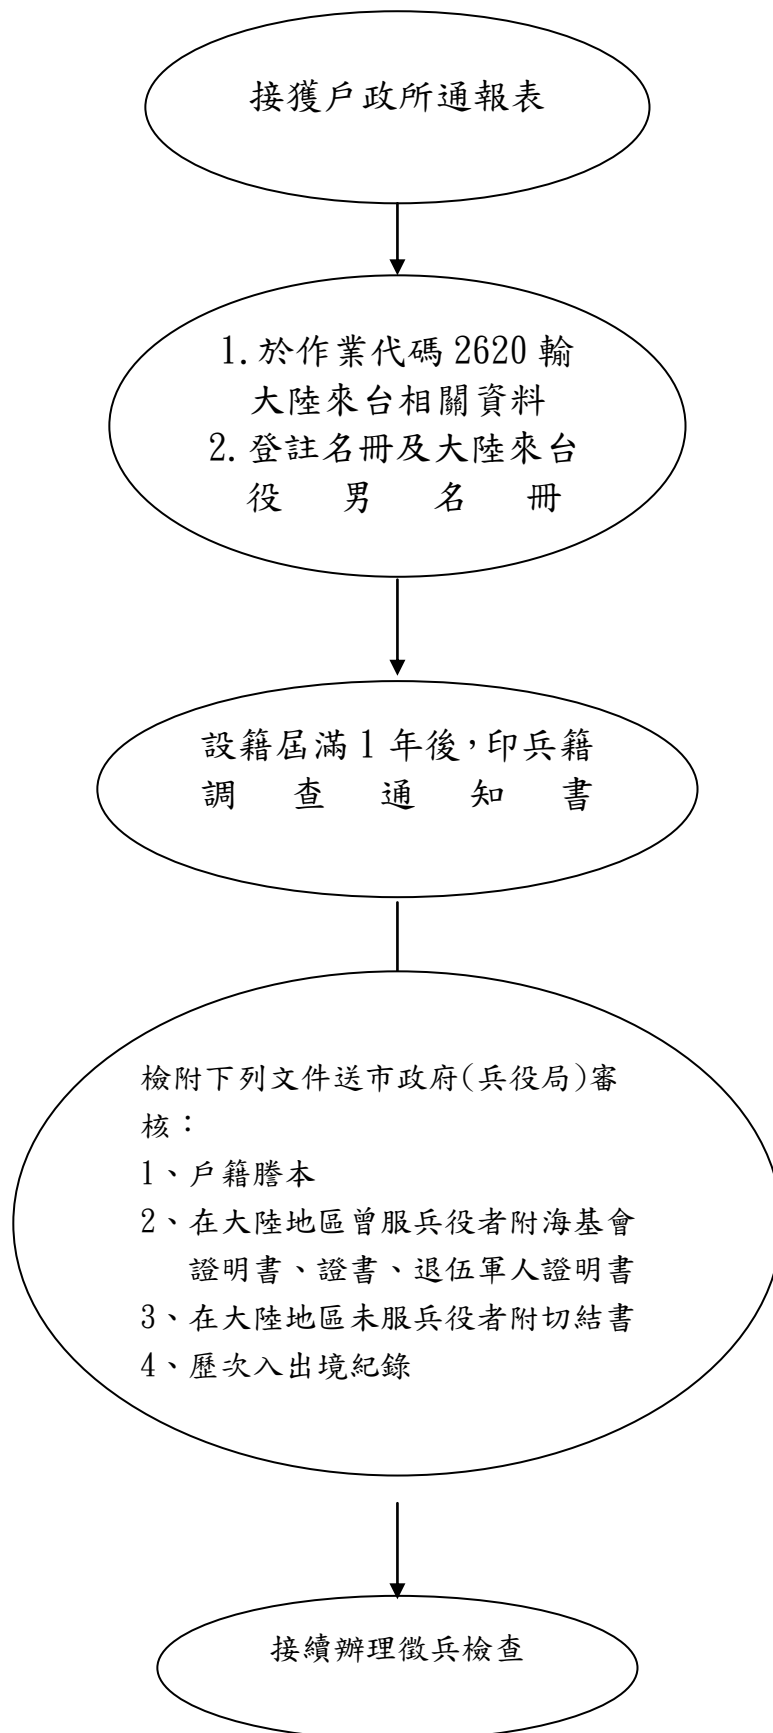 接獲戶政所通報表
1.於作業代碼 2620 輸
大陸來台相關資料
2.登註名冊及大陸來台
役男名冊
設籍屆滿 1 年後,印兵籍
調查通知書
檢附下列文件送市政府(兵役局)審
核：
1、戶籍謄本
2、在大陸地區曾服兵役者附海基會
證明書、證書、退伍軍人證明書
3、在大陸地區未服兵役者附切結書
4、歷次入出境紀錄
接續辦理徵兵檢查